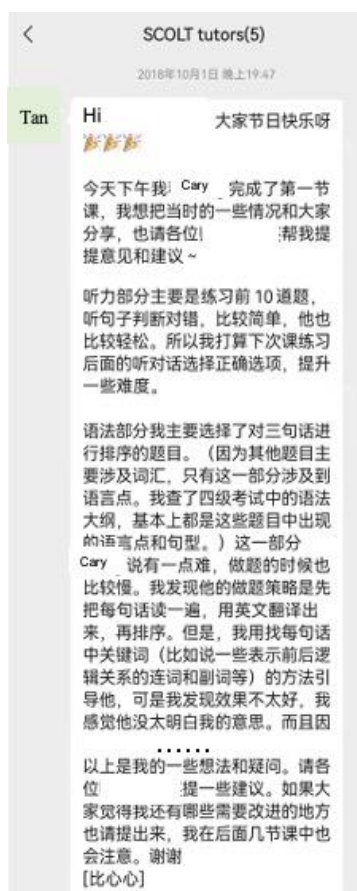 SCOLT tutors(5)
2018年10月1日 晚上19:47
Tan
Hi 大家节日快乐呀
今天下午我 Cary 完成了第一节
课，我想把当时的一些情况和大家
分享，也请各位 帮我提
提意见和建议~
听力部分主要是练习前10道题，
听句子判断对错，比较简单，他也
比较轻松。所以我打算下次课练习
后面的听对话选择正确选项，提升
一些难度。
语法部分我主要选择了对三句话进
行排序的题目。（因为其他题目主
要涉及词汇，只有这一部分涉及到
语言点。我查了四级考试中的语法
大纲，基本上都是这些题目中出现
的语言点和句型。）这一部分
Cary 说有一点难，做题的时候也
比较慢。我发现他的做题策略是先
把每句话读一遍，用英文翻译出
来，再排序。但是，我用找每句话
中关键词（比如说一些表示前后逻
辑关系的连词和副词等）的方法引
导他，可是我发现效果不太好，我
感觉他没太明白我的意思。而且因
......
以上是我的一些想法和疑问。请各
位 提一些建议。如果大
家觉得我还有哪些需要改进的地方
也请提出来，我在后面几节课中也
会注意。谢谢
[比心心]